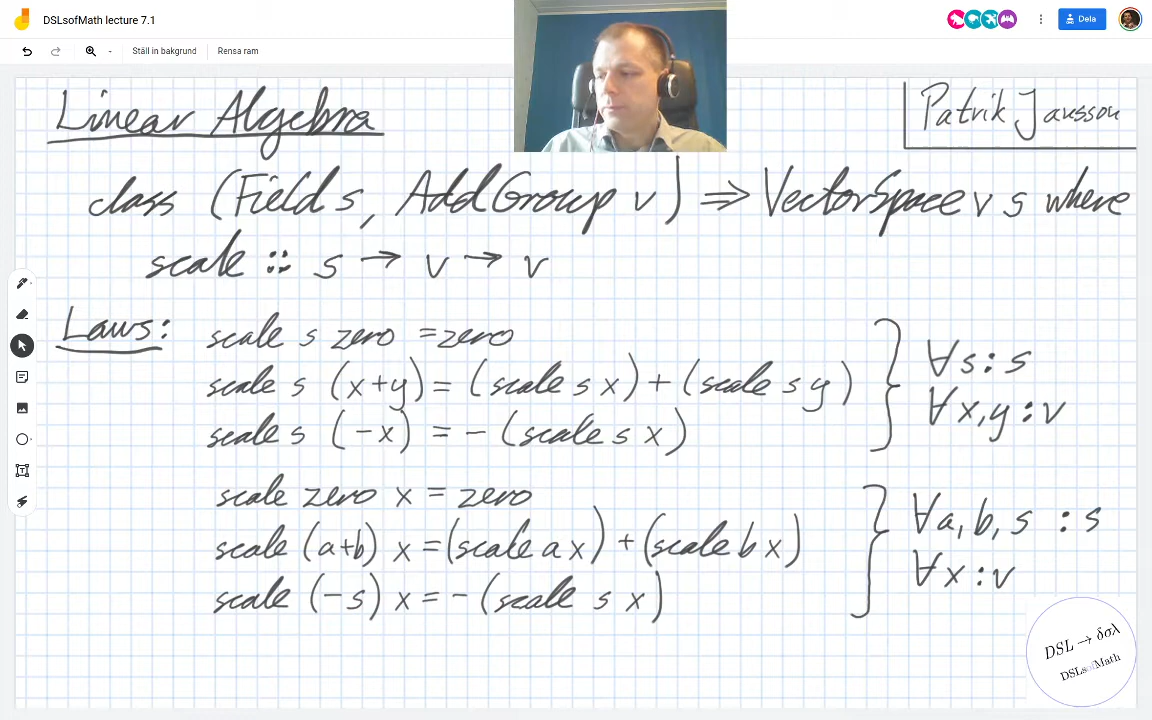 DSLsofMath lecture 7.1
Dela
Ställ in bakgrund
Rensa ram
Linear Algebra
Patrik Jansson
class (Field s, AddGroup v) => VectorSpace v s where
scale :: s → v → v
Laws:
scale s zero = zero
scale s (x+y) = (scale s x) + (scale s y)
scale s (-x) = - (scale s x)
∀s : s
∀x,y : v
scale zero x = zero
scale (a+b) x = (scale a x) + (scale b x)
scale (-s) x = - (scale s x)
∀a, b, s : s
∀x : v
DSL → δσλ
DSLsofMath